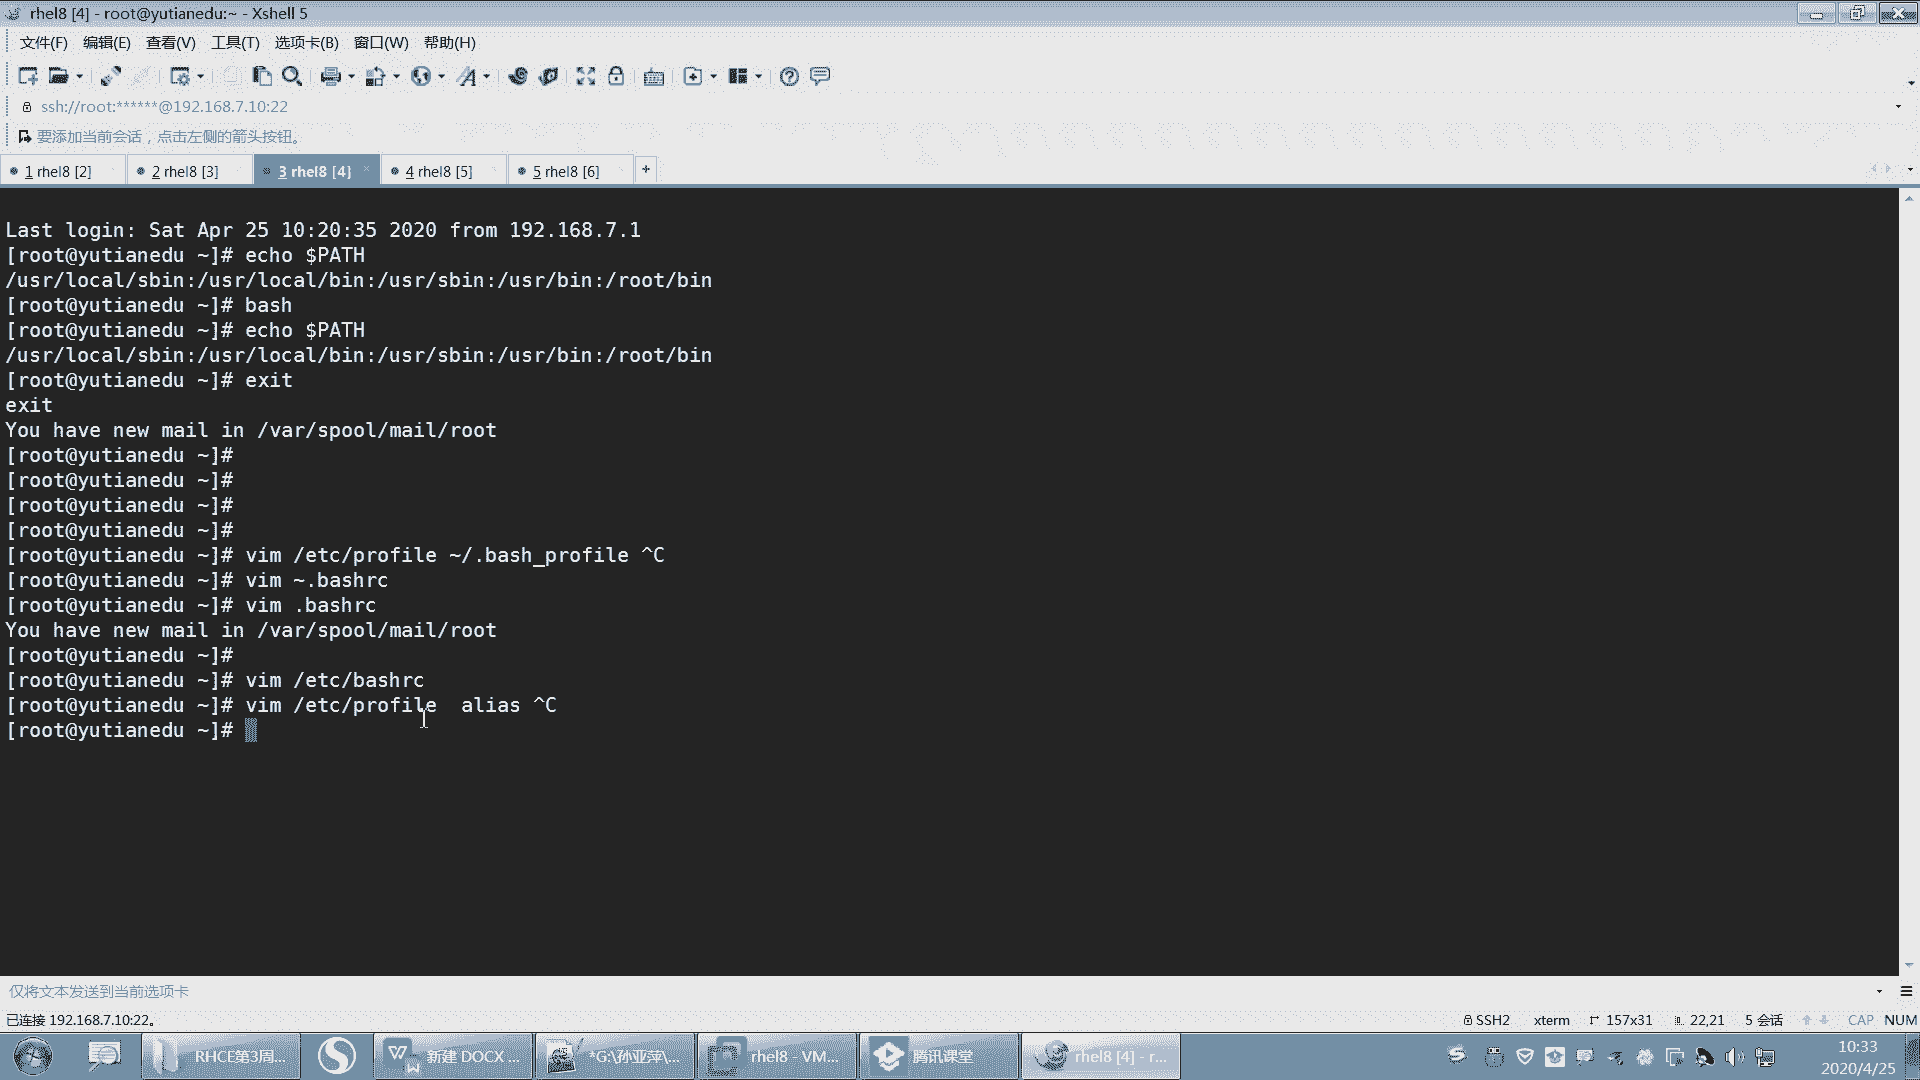 rhel8 [4] - root@yutianedu:~ - Xshell 5
文件(F) 编辑(E) 查看(V) 工具(T) 选项卡(B) 窗口(W) 帮助(H)
ssh://root:******@192.168.7.10:22
要添加当前会话，点击左侧的箭头按钮。
1 rhel8 [2] 2 rhel8 [3] 3 rhel8 [4] × 4 rhel8 [5] 5 rhel8 [6] +
Last login: Sat Apr 25 10:20:35 2020 from 192.168.7.1
[root@yutianedu ~]# echo $PATH
/usr/local/sbin:/usr/local/bin:/usr/sbin:/usr/bin:/root/bin
[root@yutianedu ~]# bash
[root@yutianedu ~]# echo $PATH
/usr/local/sbin:/usr/local/bin:/usr/sbin:/usr/bin:/root/bin
[root@yutianedu ~]# exit
exit
You have new mail in /var/spool/mail/root
[root@yutianedu ~]#
[root@yutianedu ~]#
[root@yutianedu ~]#
[root@yutianedu ~]#
[root@yutianedu ~]# vim /etc/profile ~/.bash_profile ^C
[root@yutianedu ~]# vim ~.bashrc
[root@yutianedu ~]# vim .bashrc
You have new mail in /var/spool/mail/root
[root@yutianedu ~]#
[root@yutianedu ~]# vim /etc/bashrc
[root@yutianedu ~]# vim /etc/profile  alias ^C
[root@yutianedu ~]#
仅将文本发送到当前选项卡
已连接 192.168.7.10:22。 SSH2 xterm 157x31 22,21 5 会话 CAP NUM
RHCE第3周... 新建 DOCX ... *G:\孙亚萍\... rhel8 - VM... 腾讯课堂 rhel8 [4] - r... 10:33
2020/4/25